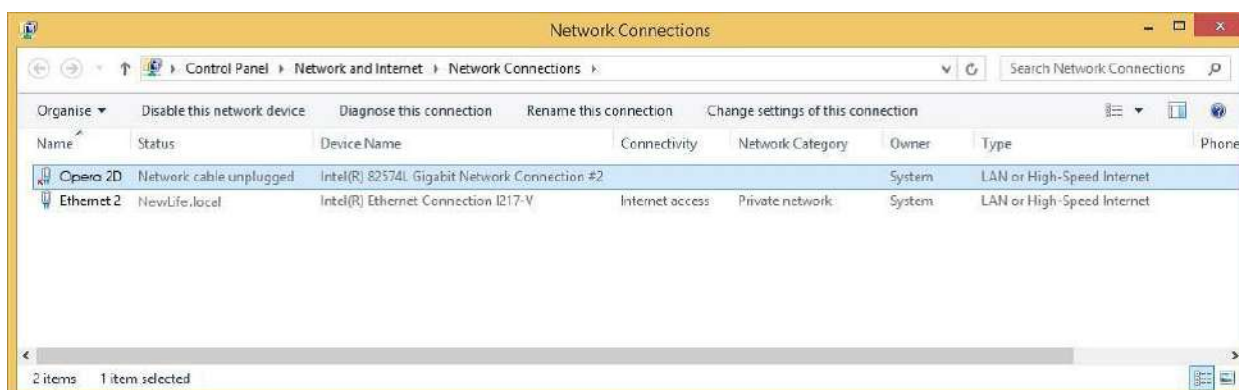 Network Connections
Control Panel Network and Internet Network Connections Search Network Connections
Organise Disable this network device Diagnose this connection Rename this connection Change settings of this connection
Name Status Device Name Connectivity Network Category Owner Type Phone
Opera 2D Network cable unplugged Intel(R) 82574L Gigabit Network Connection #2 System LAN or High-Speed Internet
Ethernet 2 NewLife.local Intel(R) Ethernet Connection I217-V Internet access Private network System LAN or High-Speed Internet
2 items 1 item selected